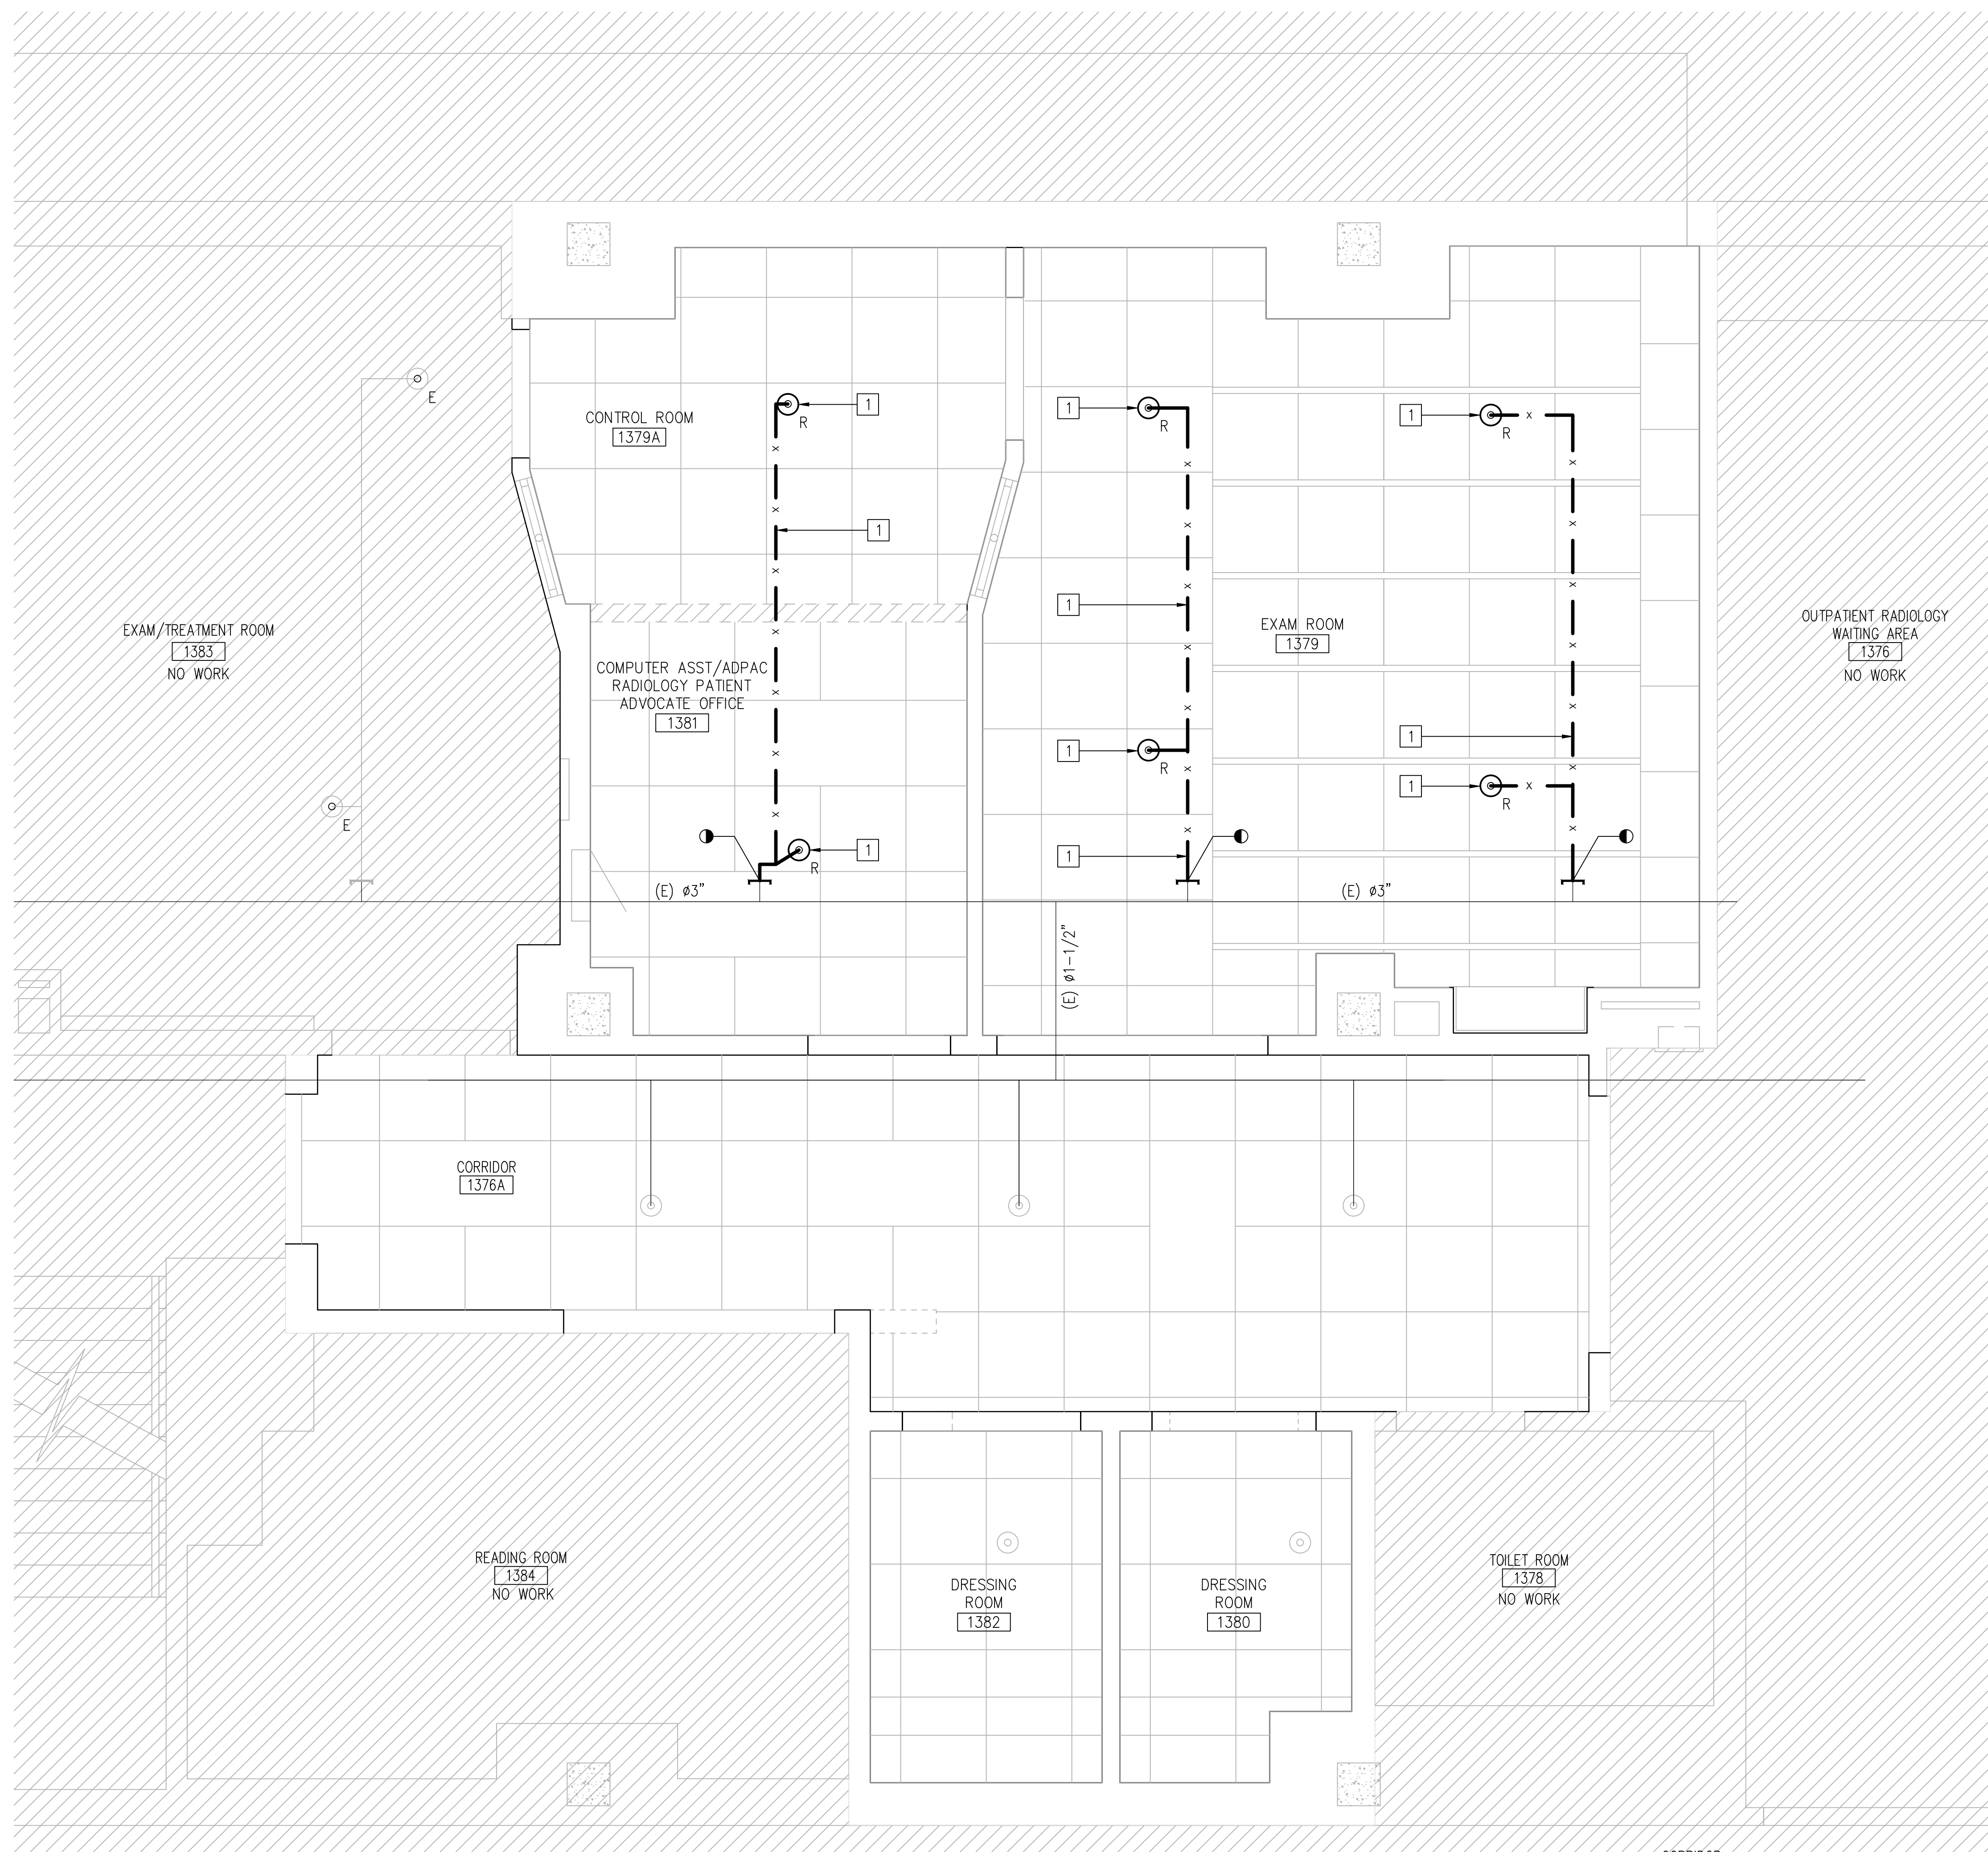 E
CONTROL ROOM
1379A
1
R
1
R
1
R
1
1
EXAM/TREATMENT ROOM
1383
NO WORK
EXAM ROOM
1379
OUTPATIENT RADIOLOGY
WAITING AREA
1376
NO WORK
COMPUTER ASST/ADPAC
RADIOLOGY PATIENT
ADVOCATE OFFICE
1381
1
R
1
1
R
E
1
R
1
(E) ø3"
(E) ø3"
(E) ø1-1/2"
CORRIDOR
1376A
READING ROOM
1384
NO WORK
DRESSING
ROOM
1382
DRESSING
ROOM
1380
TOILET ROOM
1378
NO WORK
CORRIDOR